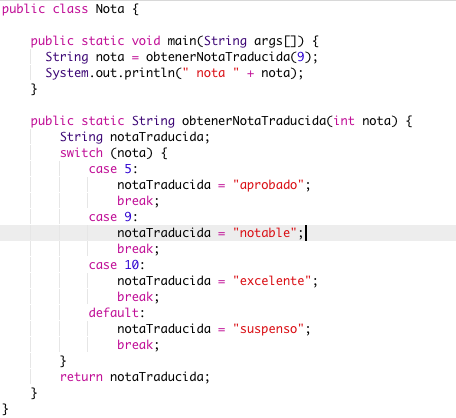 public class Nota {
public static void main(String args[]) {
String nota = obtenerNotaTraducida(9);
System.out.println(" nota " + nota);
}
public static String obtenerNotaTraducida(int nota) {
String notaTraducida;
switch (nota) {
case 5:
notaTraducida = "aprobado";
break;
case 9:
notaTraducida = "notable";
break;
case 10:
notaTraducida = "excelente";
break;
default:
notaTraducida = "suspenso";
break;
}
return notaTraducida;
}
}